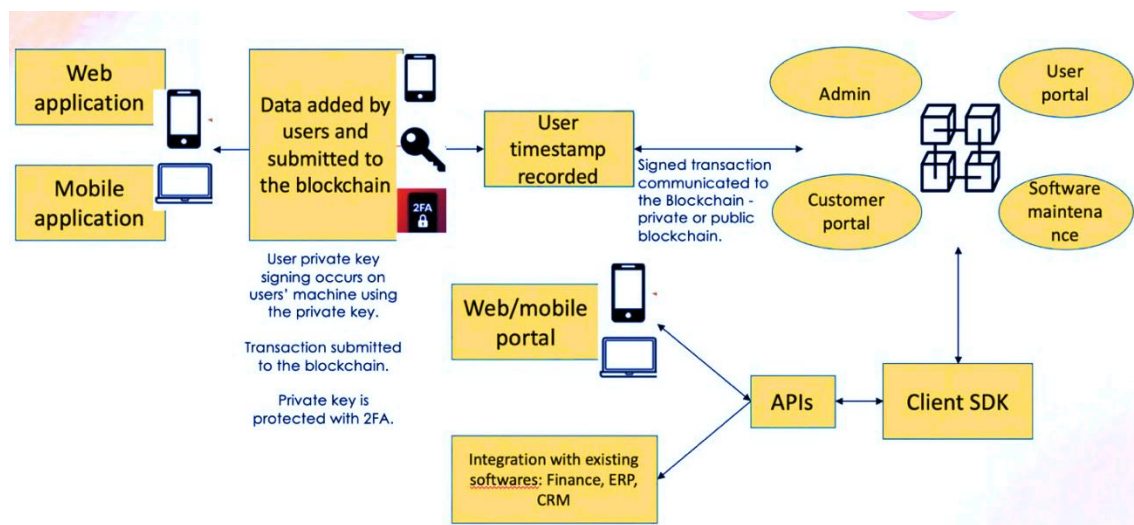 Web
application
Mobile
application
Data added by
users and
submitted to
the blockchain
2FA
User private key
signing occurs on
users' machine using
the private key.
Transaction submitted
to the blockchain.
Private key is
protected with 2FA.
User
timestamp
recorded
Signed transaction
communicated to
the Blockchain -
private or public
blockchain.
Admin
User
portal
Customer
portal
Software
maintena
nce
Web/mobile
portal
APIs
Client SDK
Integration with existing
softwares: Finance, ERP,
CRM